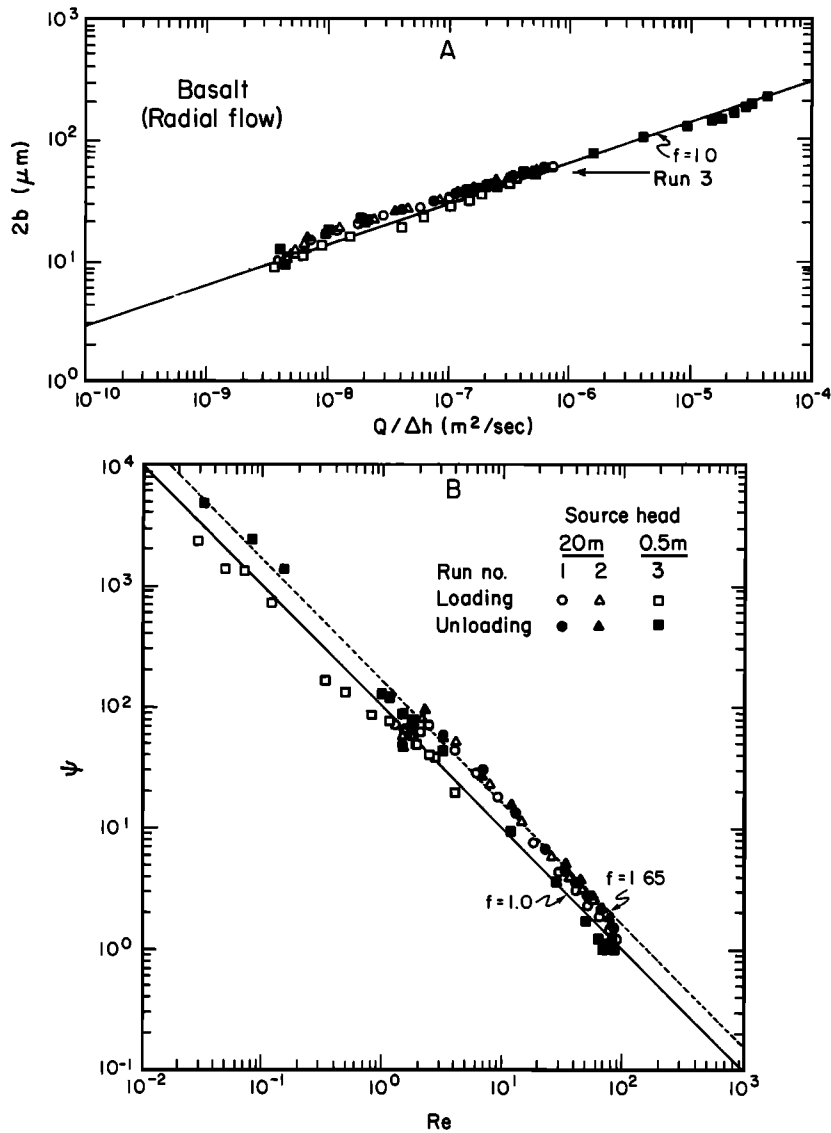 A
Basalt
(Radial flow)
10³
10²
10¹
10⁰
2b (μm)
f=1.0
Run 3
10⁻¹⁰ 10⁻⁹ 10⁻⁸ 10⁻⁷ 10⁻⁶ 10⁻⁵ 10⁻⁴
Q/Δh (m²/sec)
B
10⁴
10³
10²
10¹
10⁰
10⁻¹
ψ
Source head
20m 0.5m
Run no. 1 2 3
Loading
Unloading
f=1.0
f=1 65
10⁻² 10⁻¹ 10⁰ 10¹ 10² 10³
Re